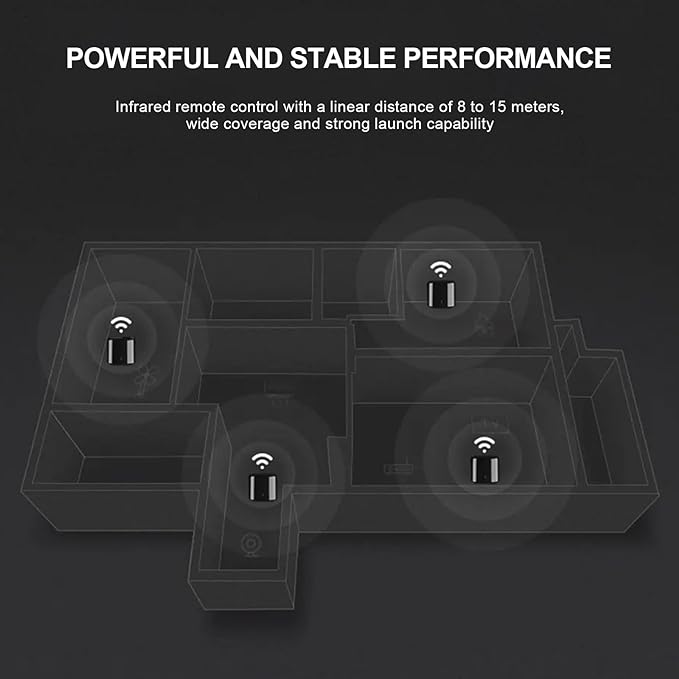 POWERFUL AND STABLE PERFORMANCE
Infrared remote control with a linear distance of 8 to 15 meters,
wide coverage and strong launch capability